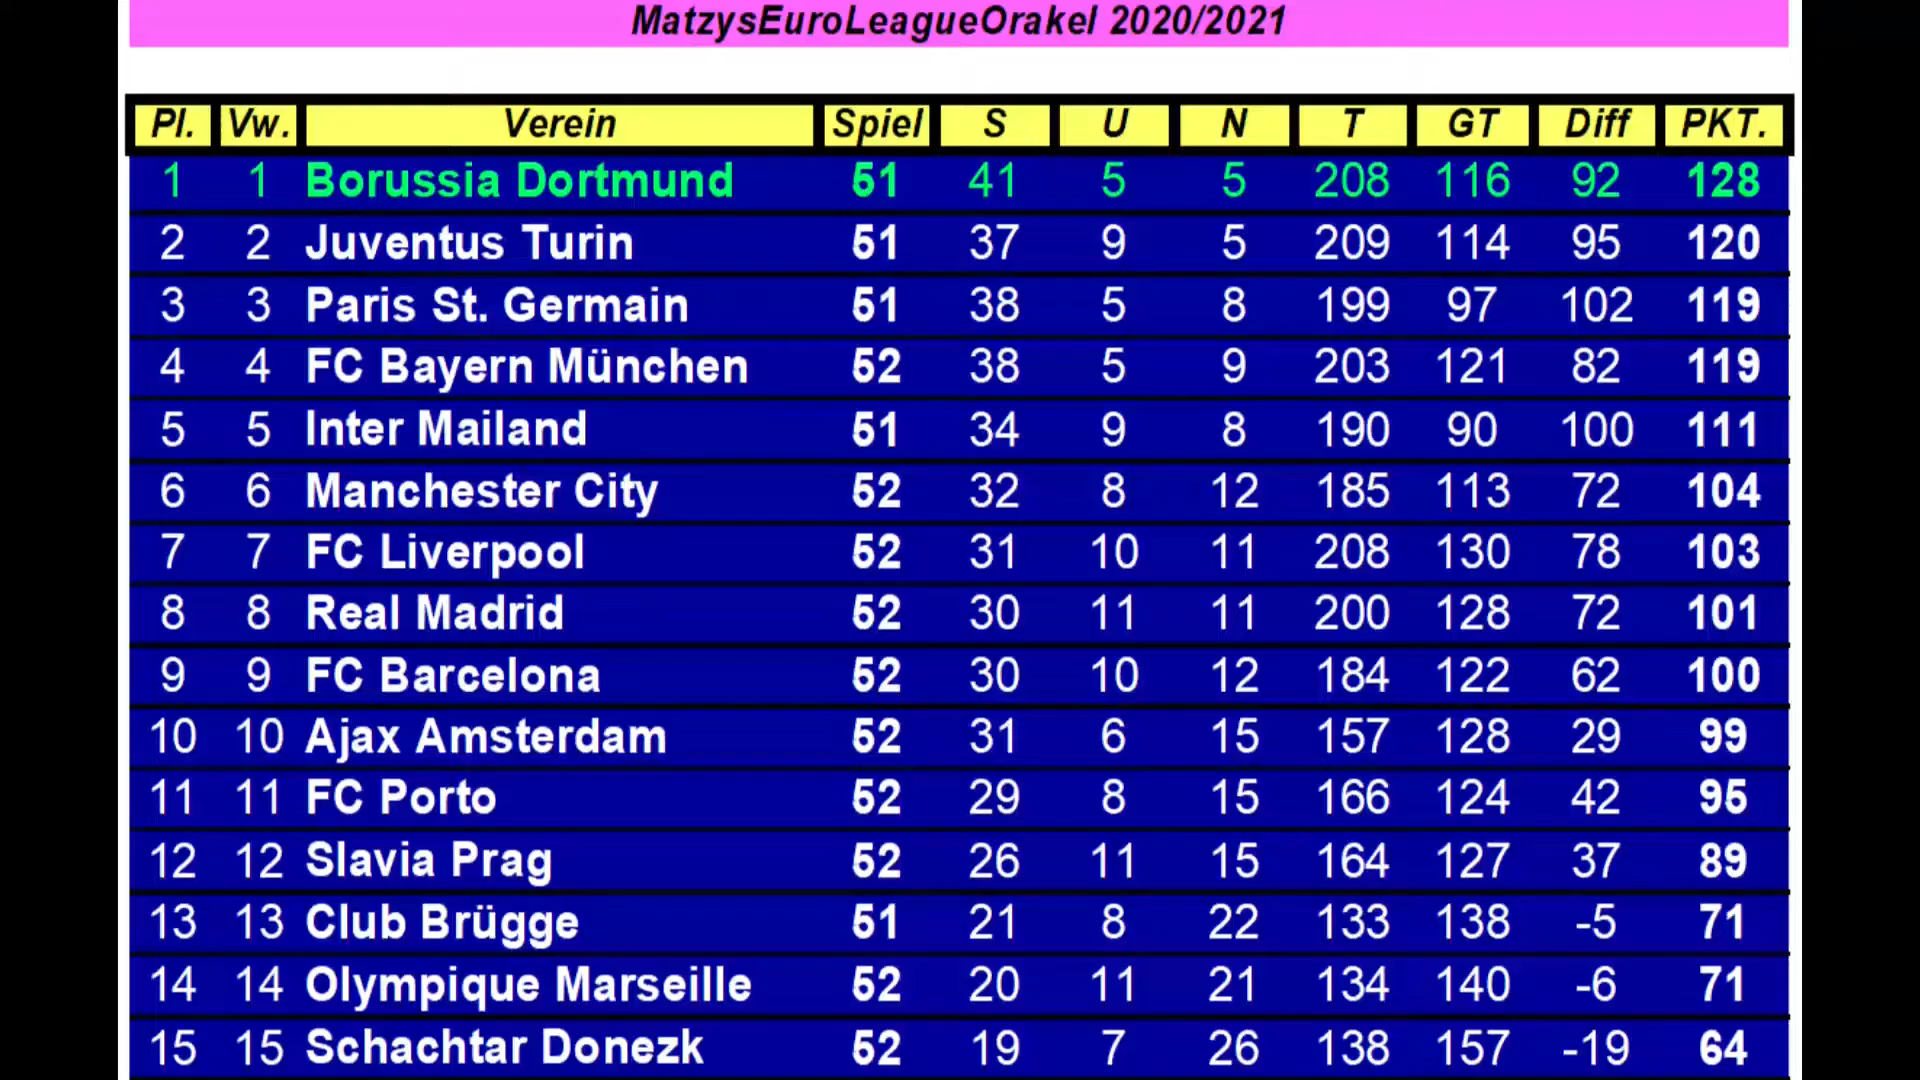 MatzysEuroLeagueOrakel 2020/2021
Pl. Vw. Verein Spiel S U N T GT Diff PKT.
1 1 Borussia Dortmund 51 41 5 5 208 116 92 128
2 2 Juventus Turin 51 37 9 5 209 114 95 120
3 3 Paris St. Germain 51 38 5 8 199 97 102 119
4 4 FC Bayern München 52 38 5 9 203 121 82 119
5 5 Inter Mailand 51 34 9 8 190 90 100 111
6 6 Manchester City 52 32 8 12 185 113 72 104
7 7 FC Liverpool 52 31 10 11 208 130 78 103
8 8 Real Madrid 52 30 11 11 200 128 72 101
9 9 FC Barcelona 52 30 10 12 184 122 62 100
10 10 Ajax Amsterdam 52 31 6 15 157 128 29 99
11 11 FC Porto 52 29 8 15 166 124 42 95
12 12 Slavia Prag 52 26 11 15 164 127 37 89
13 13 Club Brügge 51 21 8 22 133 138 -5 71
14 14 Olympique Marseille 52 20 11 21 134 140 -6 71
15 15 Schachtar Donezk 52 19 7 26 138 157 -19 64